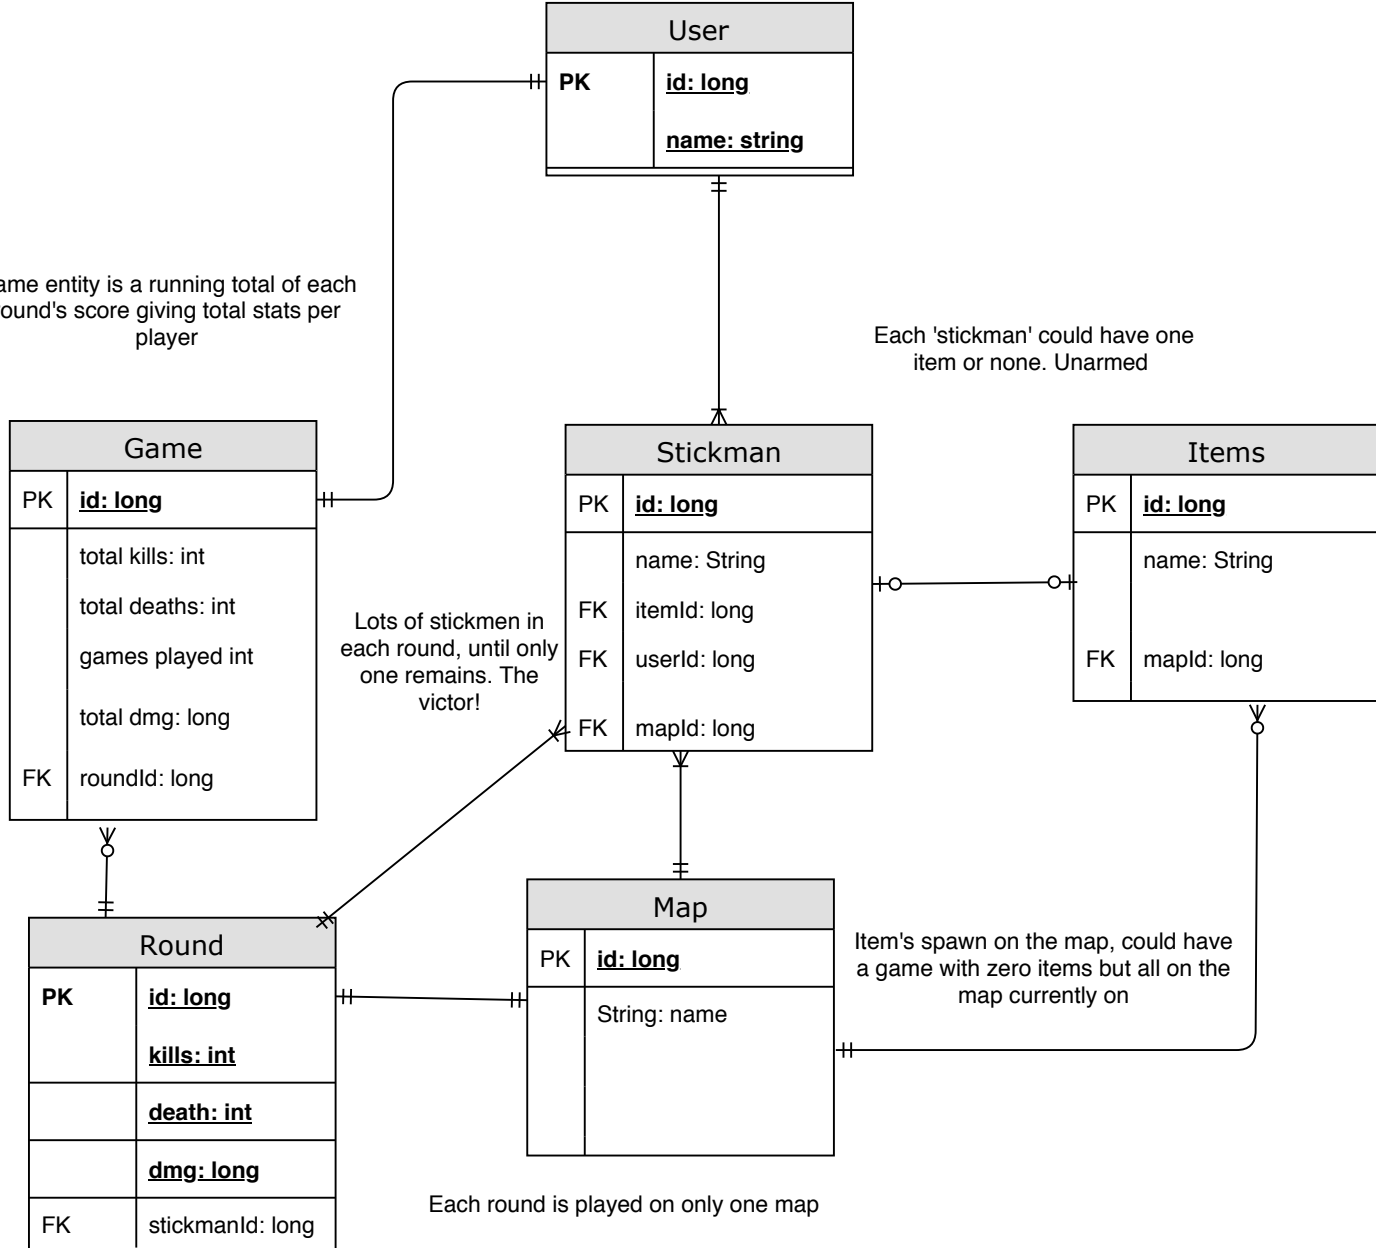 User
PK id: long
name: string
ame entity is a running total of each
ound's score giving total stats per
player
Each 'stickman' could have one
item or none. Unarmed
Game
PK id: long
total kills: int
total deaths: int
games played int
total dmg: long
FK roundId: long
Stickman
PK id: long
name: String
FK itemId: long
FK userId: long
FK mapId: long
Items
PK id: long
name: String
FK mapId: long
Lots of stickmen in
each round, until only
one remains. The
victor!
Round
PK id: long
kills: int
death: int
dmg: long
FK stickmanId: long
Map
PK id: long
String: name
Item's spawn on the map, could have
a game with zero items but all on the
map currently on
Each round is played on only one map